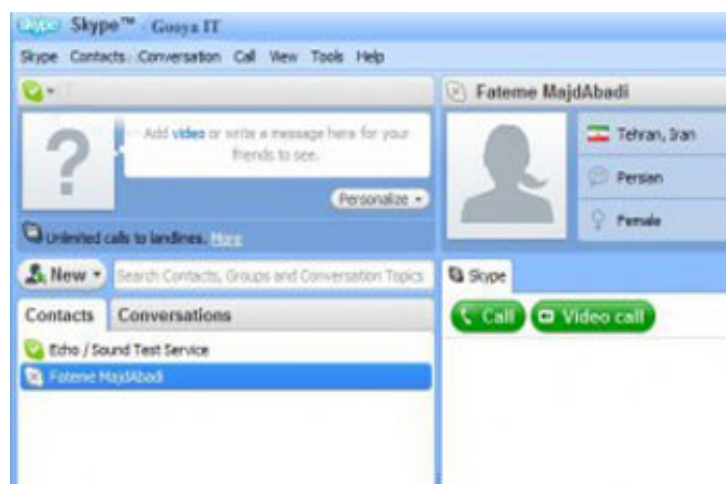 Skype™ - Gooya IT
Skype Contacts Conversation Call View Tools Help
Add video or write a message here for your
friends to see.
Personalize
Unlimited calls to landlines. More
New
Search Contacts, Groups and Conversation Topics
Contacts Conversations
Echo / Sound Test Service
Fateme MajdAbadi
Fateme MajdAbadi
Tehran, Iran
Persian
Female
Skype
Call Video call